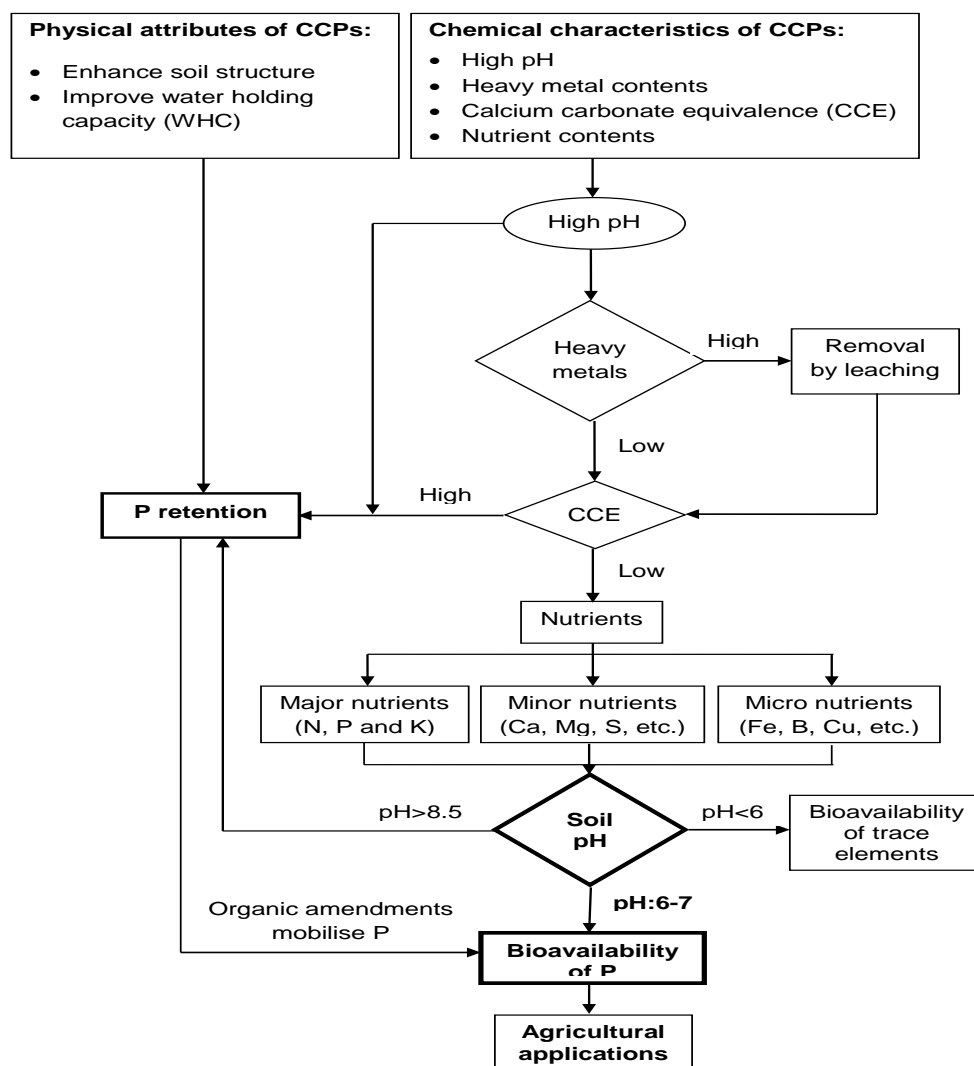 Physical attributes of CCPs:
• Enhance soil structure
• Improve water holding
capacity (WHC)
Chemical characteristics of CCPs:
• High pH
• Heavy metal contents
• Calcium carbonate equivalence (CCE)
• Nutrient contents
High pH
Heavy
metals
High
Removal
by leaching
Low
P retention
High
CCE
Low
Nutrients
Major nutrients
(N, P and K)
Minor nutrients
(Ca, Mg, S, etc.)
Micro nutrients
(Fe, B, Cu, etc.)
pH>8.5
Soil
pH
pH<6
Bioavailability
of trace
elements
pH:6-7
Organic amendments
mobilise P
Bioavailability
of P
Agricultural
applications